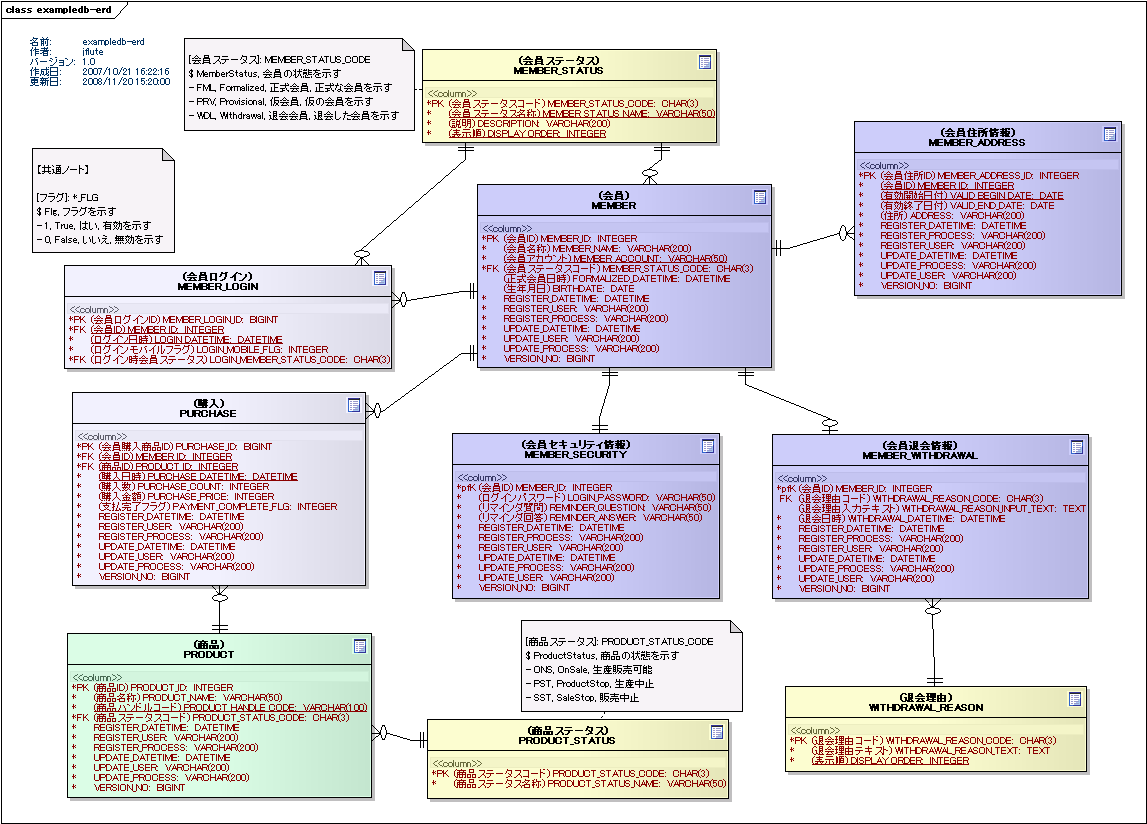 class exampledb-erd
名前: exampledb-erd
作者: jflute
バージョン: 1.0
作成日: 2007/10/21 16:22:16
更新日: 2008/11/20 15:20:00
[会員ステータス]: MEMBER_STATUS_CODE
$ MemberStatus, 会員の状態を示す
- FML, Formalized, 正式会員, 正式な会員を示す
- PRV, Provisional, 仮会員, 仮の会員を示す
- WDL, Withdrawal, 退会会員, 退会した会員を示す
(会員ステータス)
MEMBER_STATUS
<<column>>
*PK (会員ステータスコード) MEMBER_STATUS_CODE: CHAR(3)
* (会員ステータス名称) MEMBER_STATUS_NAME: VARCHAR(50)
* (説明) DESCRIPTION: VARCHAR(200)
* (表示順) DISPLAY_ORDER: INTEGER
【共通ノート】
[フラグ]: *_FLG
$ Flg, フラグを示す
- 1, True, はい, 有効を示す
- 0, False, いいえ, 無効を示す
(会員住所情報)
MEMBER_ADDRESS
<<column>>
*PK (会員住所ID) MEMBER_ADDRESS_ID: INTEGER
* (会員ID) MEMBER_ID: INTEGER
* (有効開始日付) VALID_BEGIN_DATE: DATE
* (有効終了日付) VALID_END_DATE: DATE
* (住所) ADDRESS: VARCHAR(200)
* REGISTER_DATETIME: DATETIME
* REGISTER_PROCESS: VARCHAR(200)
* REGISTER_USER: VARCHAR(200)
* UPDATE_DATETIME: DATETIME
* UPDATE_PROCESS: VARCHAR(200)
* UPDATE_USER: VARCHAR(200)
* VERSION_NO: BIGINT
(会員)
MEMBER
<<column>>
*PK (会員ID) MEMBER_ID: INTEGER
* (会員名称) MEMBER_NAME: VARCHAR(200)
* (会員アカウント) MEMBER_ACCOUNT: VARCHAR(50)
*FK (会員ステータスコード) MEMBER_STATUS_CODE: CHAR(3)
(正式会員日時) FORMALIZED_DATETIME: DATETIME
(生年月日) BIRTHDATE: DATE
* REGISTER_DATETIME: DATETIME
* REGISTER_USER: VARCHAR(200)
* REGISTER_PROCESS: VARCHAR(200)
* UPDATE_DATETIME: DATETIME
* UPDATE_USER: VARCHAR(200)
* UPDATE_PROCESS: VARCHAR(200)
* VERSION_NO: BIGINT
(会員ログイン)
MEMBER_LOGIN
<<column>>
*PK (会員ログインID) MEMBER_LOGIN_ID: BIGINT
*FK (会員ID) MEMBER_ID: INTEGER
* (ログイン日時) LOGIN_DATETIME: DATETIME
* (ログインモバイルフラグ) LOGIN_MOBILE_FLG: INTEGER
*FK (ログイン時会員ステータス) LOGIN_MEMBER_STATUS_CODE: CHAR(3)
(購入)
PURCHASE
<<column>>
*PK (会員購入商品ID) PURCHASE_ID: BIGINT
*FK (会員ID) MEMBER_ID: INTEGER
*FK (商品ID) PRODUCT_ID: INTEGER
* (購入日時) PURCHASE_DATETIME: DATETIME
* (購入数) PURCHASE_COUNT: INTEGER
* (購入金額) PURCHASE_PRICE: INTEGER
* (支払完了フラグ) PAYMENT_COMPLETE_FLG: INTEGER
* REGISTER_DATETIME: DATETIME
* REGISTER_USER: VARCHAR(200)
* REGISTER_PROCESS: VARCHAR(200)
* UPDATE_DATETIME: DATETIME
* UPDATE_USER: VARCHAR(200)
* UPDATE_PROCESS: VARCHAR(200)
* VERSION_NO: BIGINT
(会員セキュリティ情報)
MEMBER_SECURITY
<<column>>
*pfK (会員ID) MEMBER_ID: INTEGER
* (ログインパスワード) LOGIN_PASSWORD: VARCHAR(50)
* (リマインダ質問) REMINDER_QUESTION: VARCHAR(50)
* (リマインダ回答) REMINDER_ANSWER: VARCHAR(50)
* REGISTER_DATETIME: DATETIME
* REGISTER_PROCESS: VARCHAR(200)
* REGISTER_USER: VARCHAR(200)
* UPDATE_DATETIME: DATETIME
* UPDATE_PROCESS: VARCHAR(200)
* UPDATE_USER: VARCHAR(200)
* VERSION_NO: BIGINT
(会員退会情報)
MEMBER_WITHDRAWAL
<<column>>
*pfK (会員ID) MEMBER_ID: INTEGER
FK (退会理由コード) WITHDRAWAL_REASON_CODE: CHAR(3)
(退会理由入力テキスト) WITHDRAWAL_REASON_INPUT_TEXT: TEXT
* (退会日時) WITHDRAWAL_DATETIME: DATETIME
* REGISTER_DATETIME: DATETIME
* REGISTER_PROCESS: VARCHAR(200)
* REGISTER_USER: VARCHAR(200)
* UPDATE_DATETIME: DATETIME
* UPDATE_PROCESS: VARCHAR(200)
* UPDATE_USER: VARCHAR(200)
* VERSION_NO: BIGINT
(商品)
PRODUCT
<<column>>
*PK (商品ID) PRODUCT_ID: INTEGER
* (商品名称) PRODUCT_NAME: VARCHAR(50)
* (商品ハンドルコード) PRODUCT_HANDLE_CODE: VARCHAR(100)
*FK (商品ステータスコード) PRODUCT_STATUS_CODE: CHAR(3)
* REGISTER_DATETIME: DATETIME
* REGISTER_USER: VARCHAR(200)
* REGISTER_PROCESS: VARCHAR(200)
* UPDATE_DATETIME: DATETIME
* UPDATE_USER: VARCHAR(200)
* UPDATE_PROCESS: VARCHAR(200)
* VERSION_NO: BIGINT
[商品ステータス]: PRODUCT_STATUS_CODE
$ ProductStatus, 商品の状態を示す
- ONS, OnSale, 生産販売可能
- PST, ProductStop, 生産中止
- SST, SaleStop, 販売中止
(商品ステータス)
PRODUCT_STATUS
<<column>>
*PK (商品ステータスコード) PRODUCT_STATUS_CODE: CHAR(3)
* (商品ステータス名称) PRODUCT_STATUS_NAME: VARCHAR(50)
(退会理由)
WITHDRAWAL_REASON
<<column>>
*PK (退会理由コード) WITHDRAWAL_REASON_CODE: CHAR(3)
* (退会理由テキスト) WITHDRAWAL_REASON_TEXT: TEXT
* (表示順) DISPLAY_ORDER: INTEGER